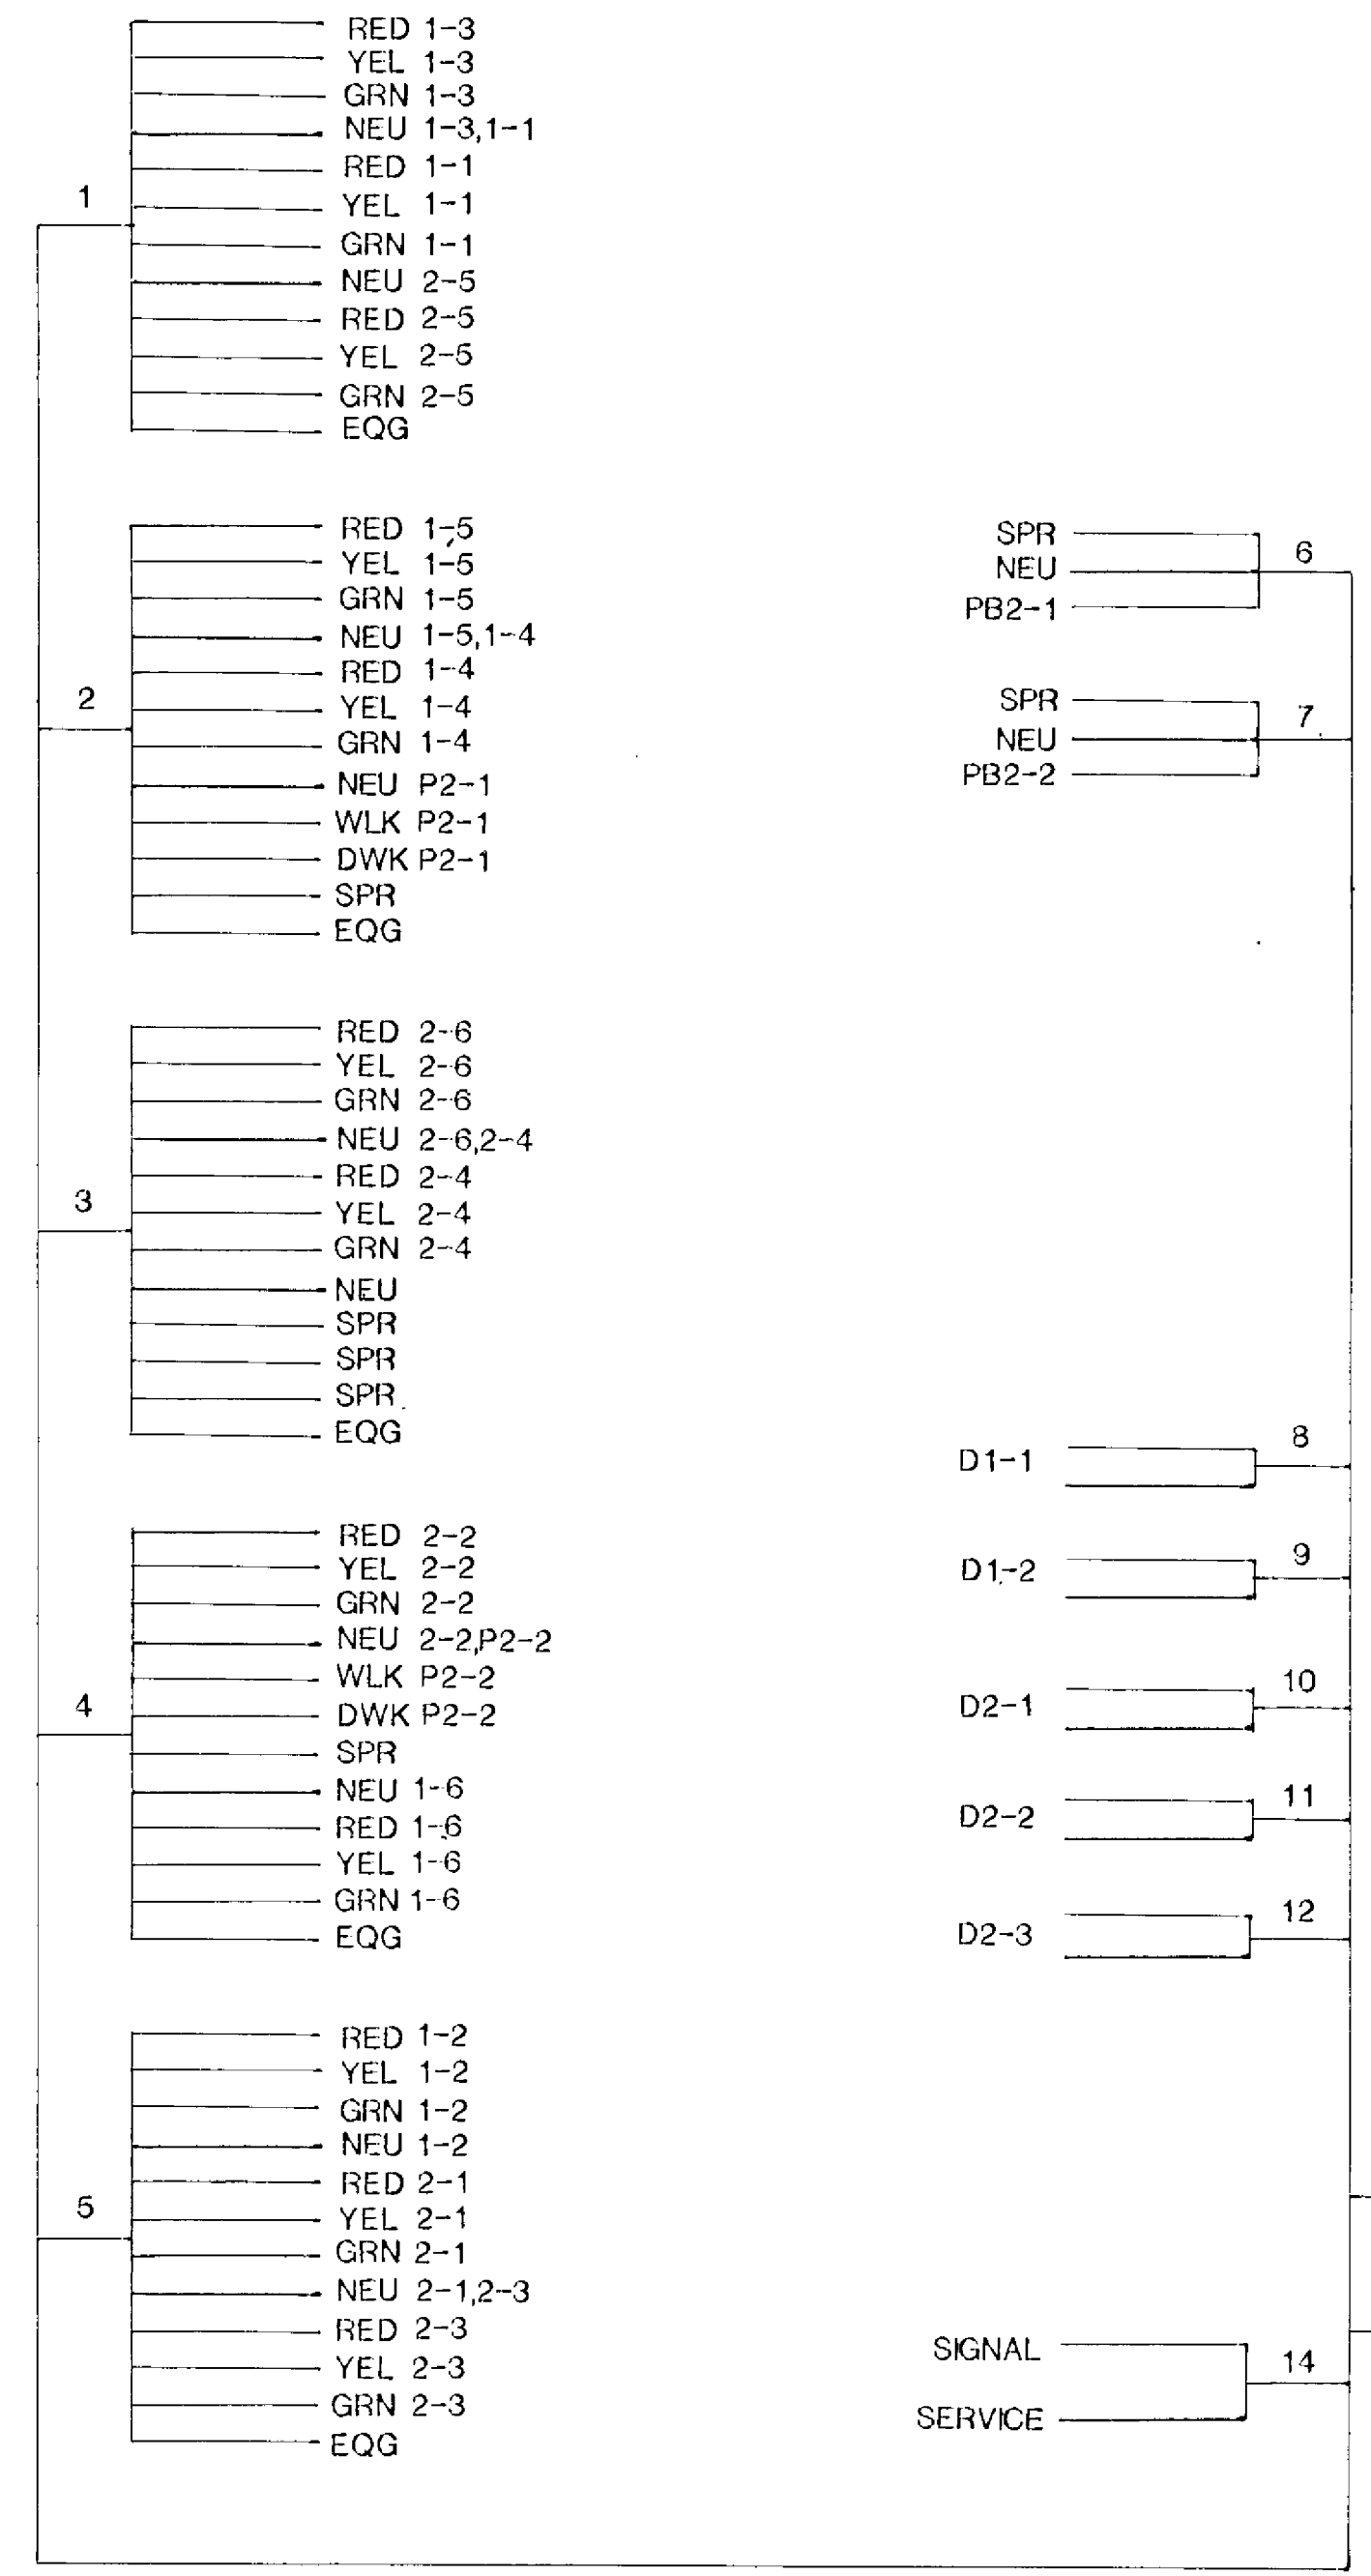 RED 1-3
YEL 1-3
GRN 1-3
NEU 1-3,1-1
RED 1-1
1
YEL 1-1
GRN 1-1
NEU 2-5
RED 2-5
YEL 2-5
GRN 2-5
EQG
RED 1-5
YEL 1-5
GRN 1-5
NEU 1-5,1-4
RED 1-4
2
YEL 1-4
GRN 1-4
NEU P2-1
WLK P2-1
DWK P2-1
SPR
EQG
RED 2-6
YEL 2-6
GRN 2-6
NEU 2-6,2-4
RED 2-4
3
YEL 2-4
GRN 2-4
NEU
SPR
SPR
SPR
EQG
RED 2-2
YEL 2-2
GRN 2-2
NEU 2-2,P2-2
WLK P2-2
4
DWK P2-2
SPR
NEU 1-6
RED 1-6
YEL 1-6
GRN 1-6
EQG
RED 1-2
YEL 1-2
GRN 1-2
NEU 1-2
RED 2-1
5
YEL 2-1
GRN 2-1
NEU 2-1,2-3
RED 2-3
YEL 2-3
GRN 2-3
EQG
SPR
6
NEU
PB2-1
SPR
7
NEU
PB2-2
8
D1-1
9
D1-2
10
D2-1
11
D2-2
12
D2-3
SIGNAL
14
SERVICE